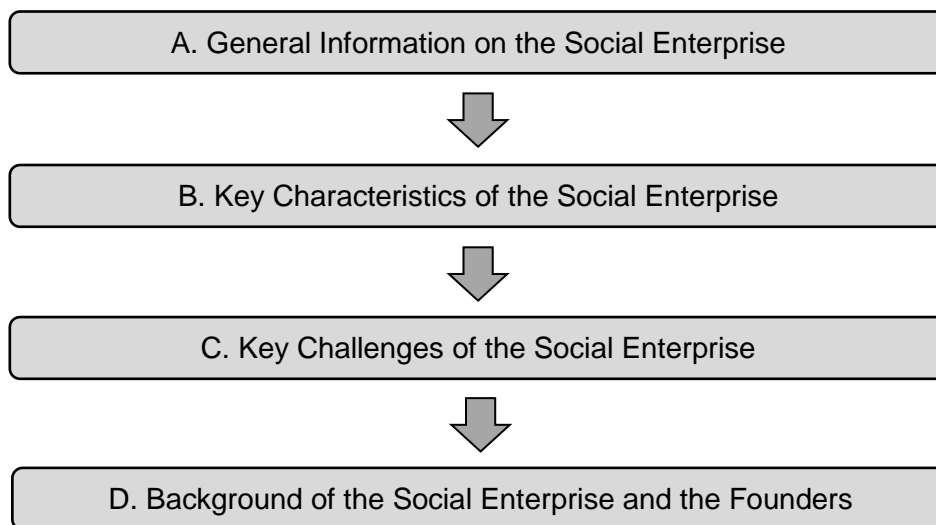 A. General Information on the Social Enterprise
B. Key Characteristics of the Social Enterprise
C. Key Challenges of the Social Enterprise
D. Background of the Social Enterprise and the Founders